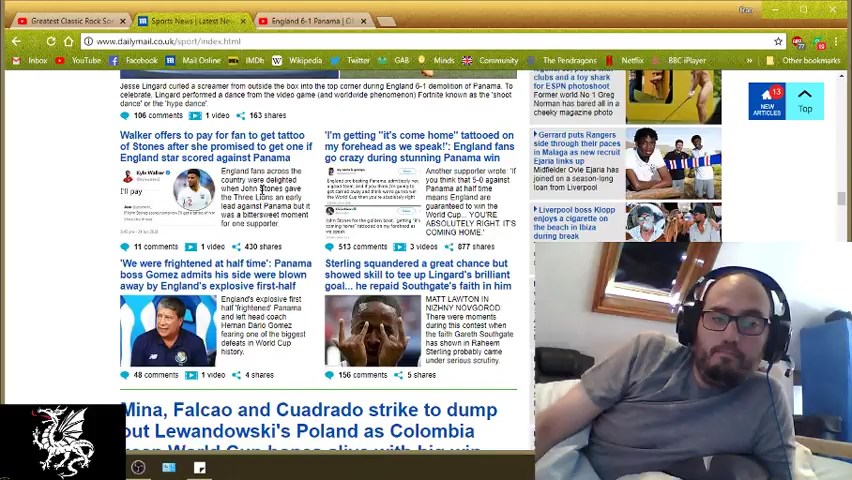 Greatest Classic Rock So
Sports News | Latest Ne
England 6-1 Panama | 
www.dailymail.co.uk/sport/index.html
Inbox
YouTube
Facebook
Mail Online
IMDb
Wikipedia
Twitter
GAB
Minds
Community
The Pendragons
Netflix
BBC iPlayer
Other bookmarks
Jesse Lingard curled a screamer from outside the box into the top corner during England 6-1 demolition of Panama. To
celebrate, Lingard performed a dance from the video game (and worldwide phenomenon) Fortnite known as the 'shoot
dance' or the 'hype dance'.
106 comments 1 video 163 shares
Walker offers to pay for fan to get tattoo
of Stones after she promised to get one if
England star scored against Panama
Kyle Walker
I'll pay
England fans across the
country were delighted
when John Stones gave
the Three Lions an early
lead against Panama but it
was a bittersweet moment
for one supporter
11 comments 1 video 430 shares
'I'm getting "it's come home" tattooed on
my forehead as we speak!': England fans
go crazy during stunning Panama win
Another supporter wrote: 'If
you think that 5-0 against
Panama at half time
means England are
guaranteed to win the
World Cup... YOU'RE
ABSOLUTELY RIGHT. IT'S
COMING HOME.'
513 comments 3 videos 877 shares
'We were frightened at half time': Panama
boss Gomez admits his side were blown
away by England's explosive first-half
England's explosive first
half 'frightened' Panama
and left head coach
Hernan Dario Gomez
fearing one of the biggest
defeats in World Cup
history.
48 comments 1 video 4 shares
Sterling squandered a great chance but
showed skill to tee up Lingard's brilliant
goal... he repaid Southgate's faith in him
MATT LAWTON IN
NIZHNY NOVGOROD:
There were moments
during this contest when
the faith Gareth Southgate
has shown in Raheem
Sterling probably came
under serious scrutiny.
156 comments 5 shares
Mina, Falcao and Cuadrado strike to dump
out Lewandowski's Poland as Colombia
keep World Cup hopes alive with big win
clubs and a toy shark
for ESPN photoshoot
Former world No 1 Greg
Norman has bared all in a
cheeky magazine photo
Gerrard puts Rangers
side through their paces
in Malaga as new recruit
Ejaria links up
Midfielder Ovie Ejaria has
joined on a season-long
loan from Liverpool
Liverpool boss Klopp
enjoys a cigarette on
the beach in Ibiza
during break
13
NEW
ARTICLES
Top